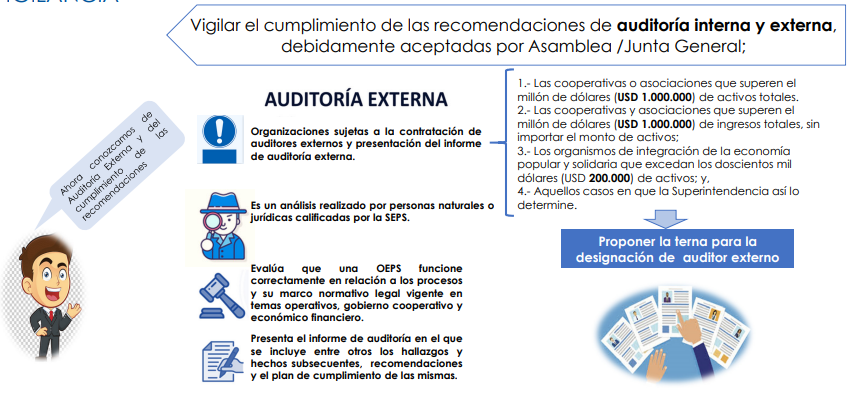 Vigilar el cumplimiento de las recomendaciones de auditoría interna y externa,
debidamente aceptadas por Asamblea /Junta General;
Ahora conozcamos de
Auditoría Externa y del
cumplimiento de las
recomendaciones
AUDITORÍA EXTERNA
Organizaciones sujetas a la contratación de
auditores externos y presentación del informe
de auditoría externa.
Es un análisis realizado por personas naturales o
jurídicas calificadas por la SEPS.
Evalúa que una OEPS funcione
correctamente en relación a los procesos
y su marco normativo legal vigente en
temas operativos, gobierno cooperativo y
económico financiero.
Presenta el informe de auditoría en el que
se incluye entre otros los hallazgos y
hechos subsecuentes, recomendaciones
y el plan de cumplimiento de las mismas.
1.- Las cooperativas o asociaciones que superen el
millón de dólares (USD 1.000.000) de activos totales.
2.- Las cooperativas y asociaciones que superen el
millón de dólares (USD 1.000.000) de ingresos totales, sin
importar el monto de activos;
3.- Los organismos de integración de la economía
popular y solidaria que excedan los doscientos mil
dólares (USD 200.000) de activos; y,
4.- Aquellos casos en que la Superintendencia así lo
determine.
Proponer la terna para la
designación de auditor externo